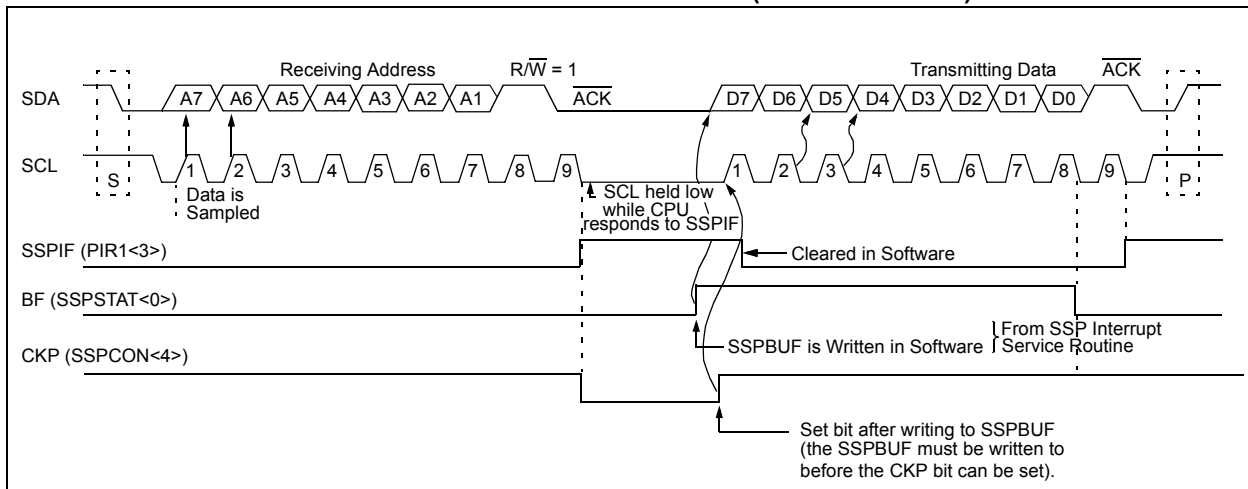 Receiving Address R/W = 1 Transmitting Data ACK
SDA A7 A6 A5 A4 A3 A2 A1 ACK D7 D6 D5 D4 D3 D2 D1 D0
SCL S 1 2 3 4 5 6 7 8 9 1 2 3 4 5 6 7 8 9 P
Data is
Sampled
SCL held low
while CPU
responds to SSPIF
SSPIF (PIR1<3>)
Cleared in Software
BF (SSPSTAT<0>)
SSPBUF is Written in Software
From SSP Interrupt
Service Routine
CKP (SSPCON<4>)
Set bit after writing to SSPBUF
(the SSPBUF must be written to
before the CKP bit can be set).